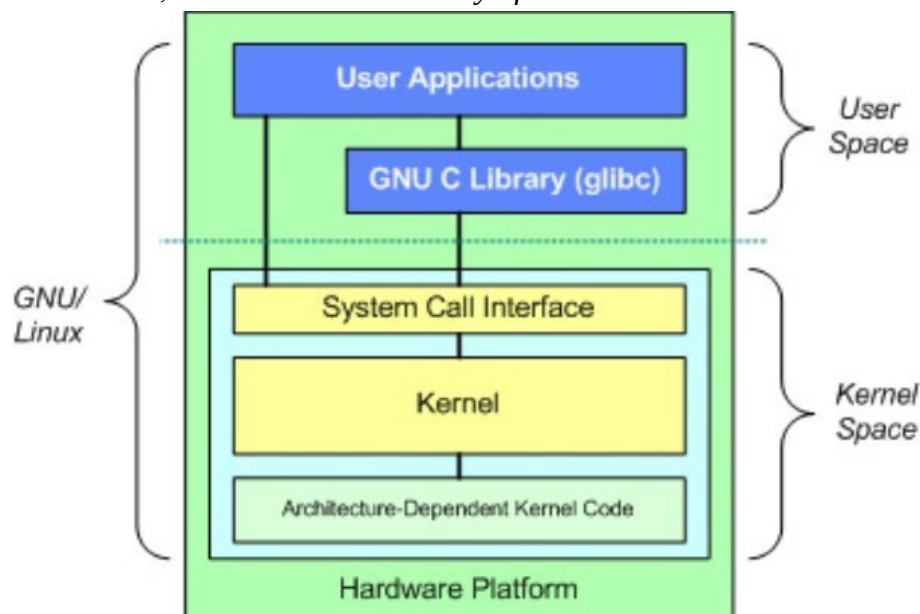 User Applications
GNU C Library (glibc)
User
Space
GNU/
Linux
System Call Interface
Kernel
Architecture-Dependent Kernel Code
Kernel
Space
Hardware Platform